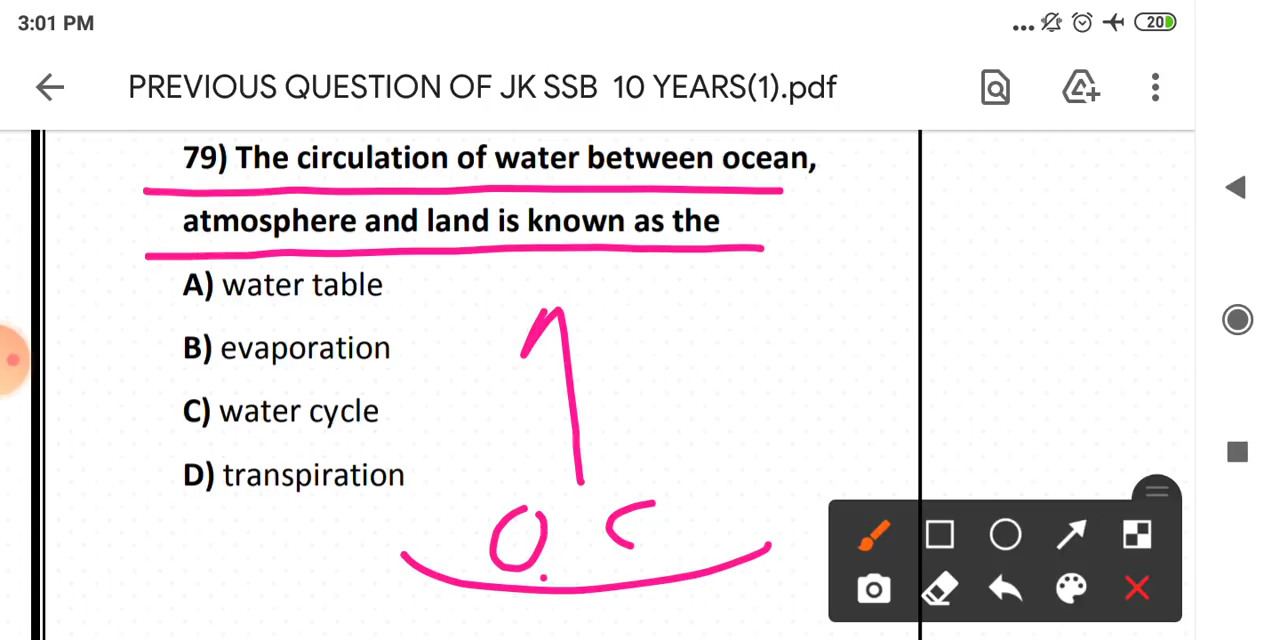 3:01 PM
20
PREVIOUS QUESTION OF JK SSB 10 YEARS(1).pdf
79) The circulation of water between ocean,
atmosphere and land is known as the
A) water table
B) evaporation
C) water cycle
D) transpiration
O. C